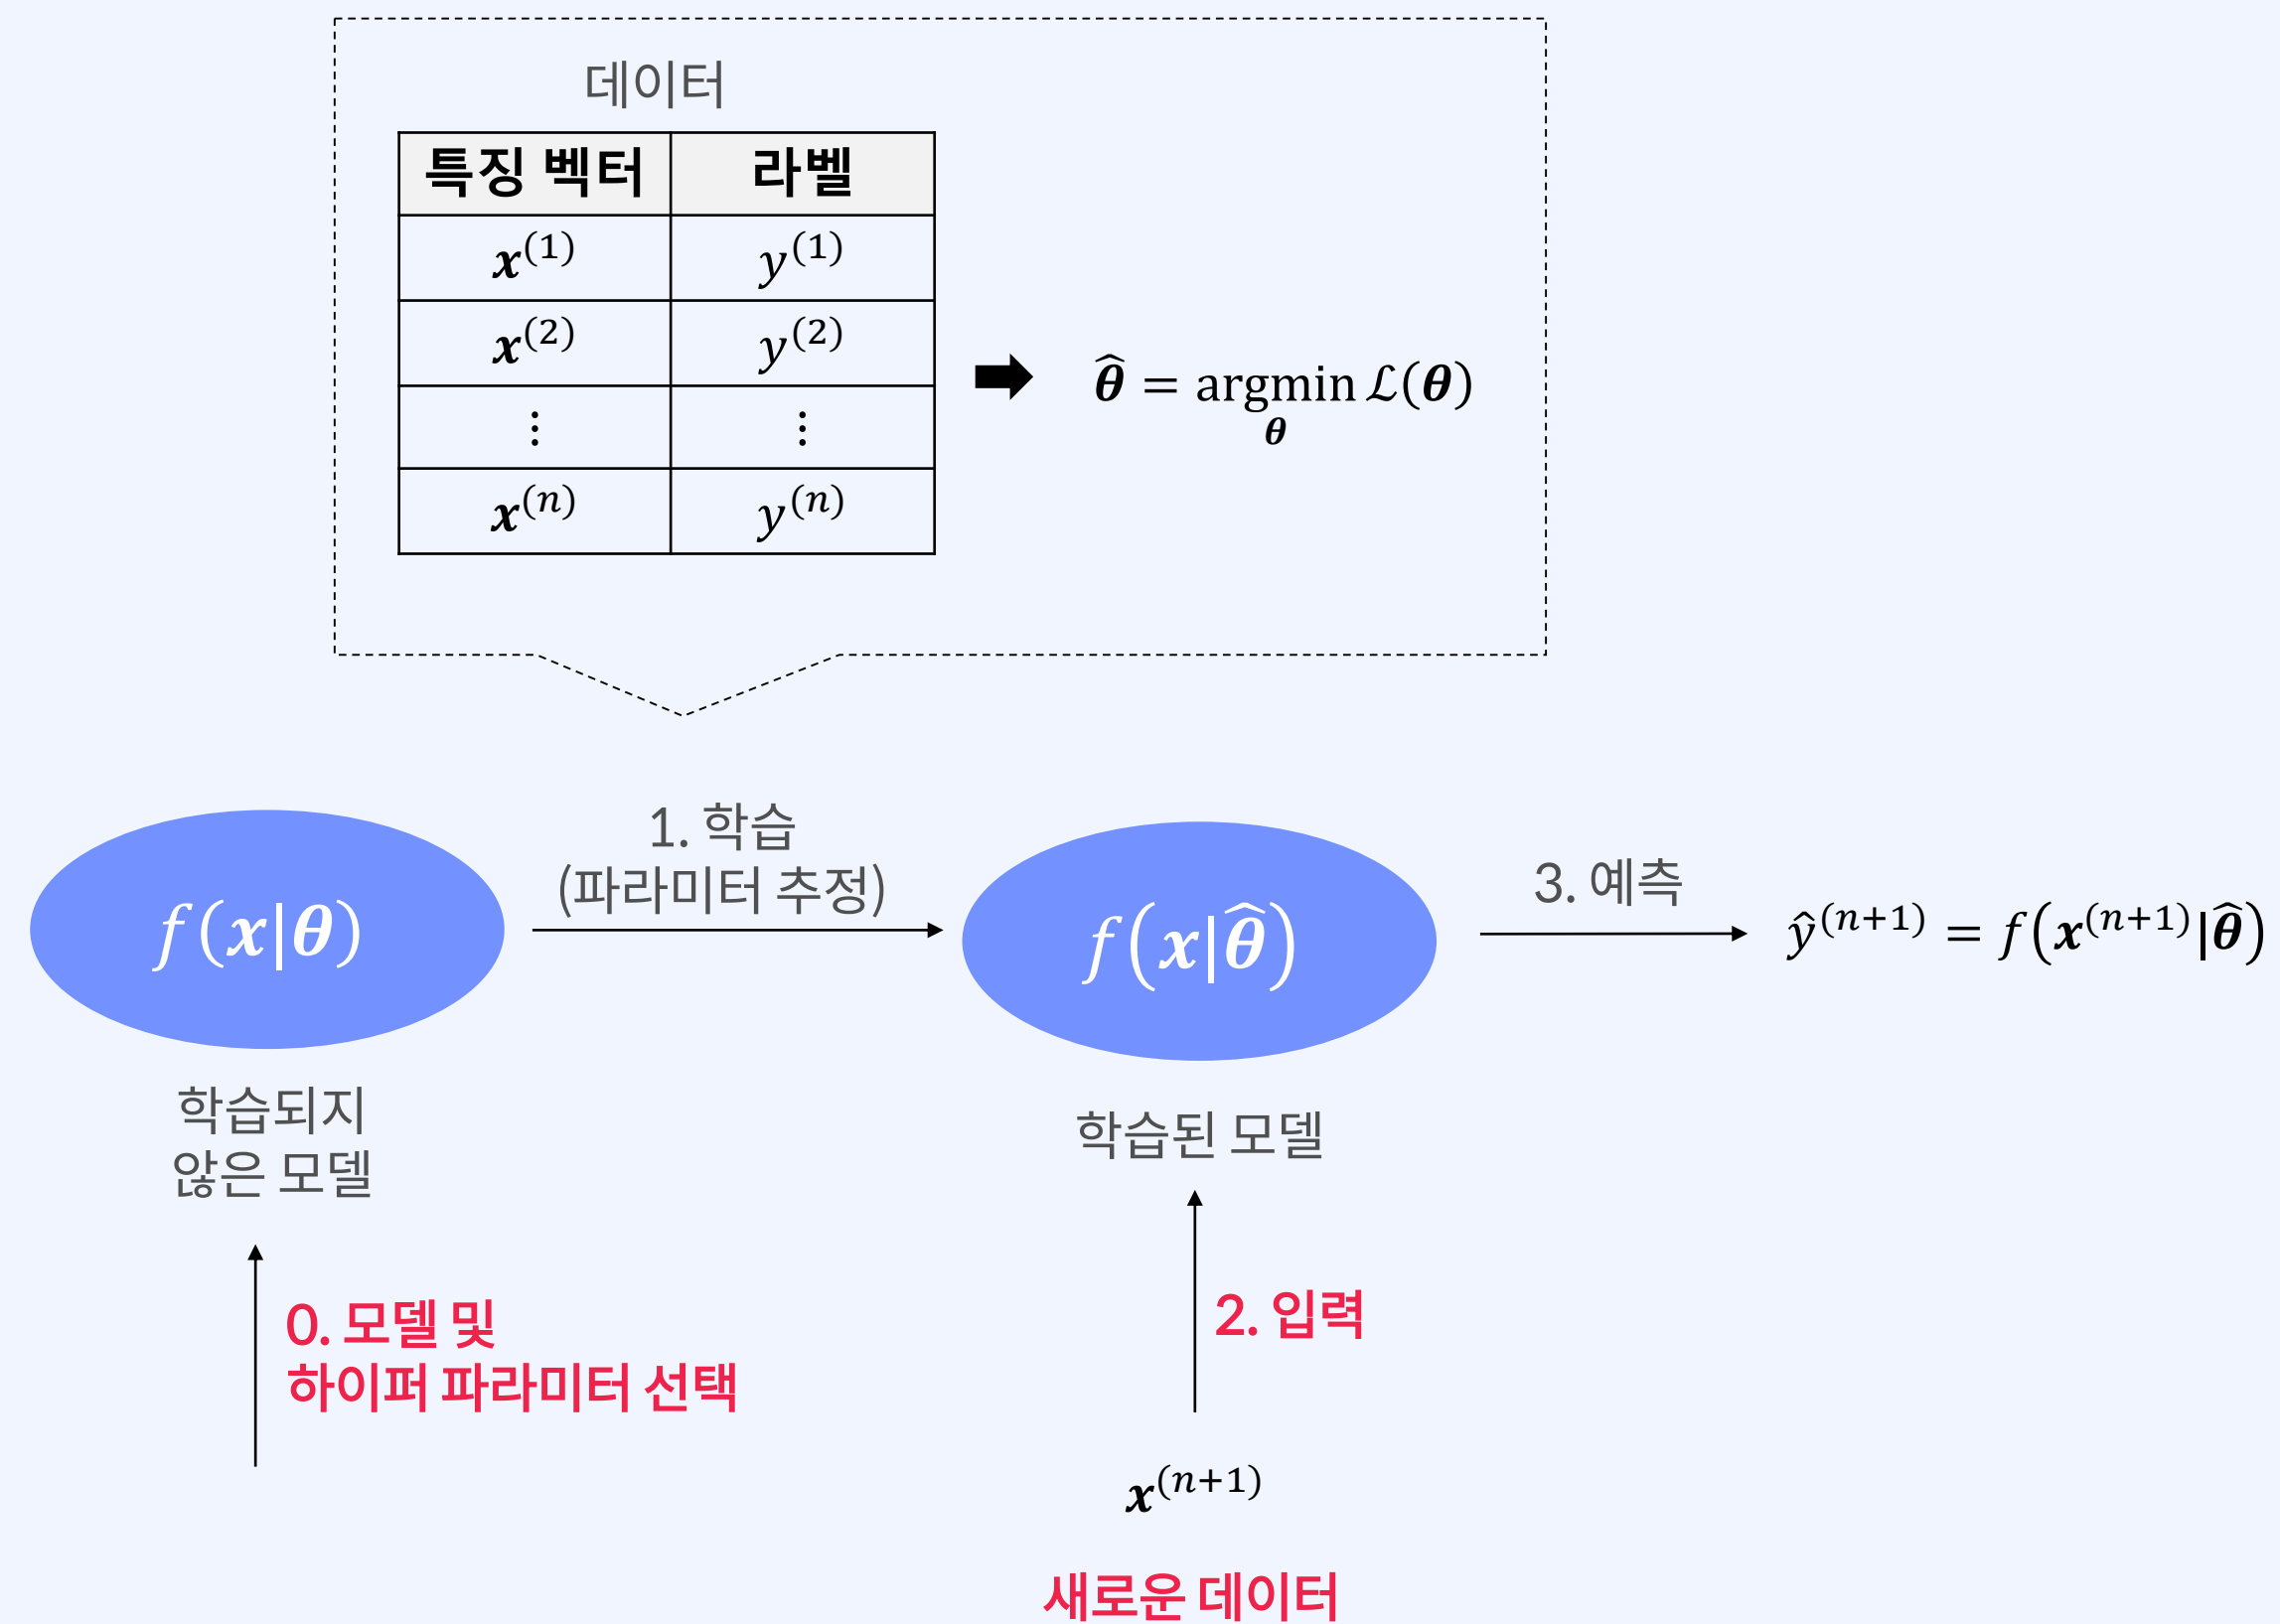 데이터
특징 벡터 라벨
𝒙⁽¹⁾ y⁽¹⁾
𝒙⁽²⁾ y⁽²⁾
⋮ ⋮
𝒙⁽ⁿ⁾ y⁽ⁿ⁾
𝜽̂ = argmin ℒ(𝜽)
𝜽
1. 학습
(파라미터 추정)
f(𝒙|𝜽)
f(𝒙|𝜽̂)
3. 예측
ŷ⁽ⁿ⁺¹⁾ = f(𝒙⁽ⁿ⁺¹⁾|𝜽̂)
학습되지
않은 모델
학습된 모델
0. 모델 및
하이퍼 파라미터 선택
2. 입력
𝒙⁽ⁿ⁺¹⁾
새로운 데이터